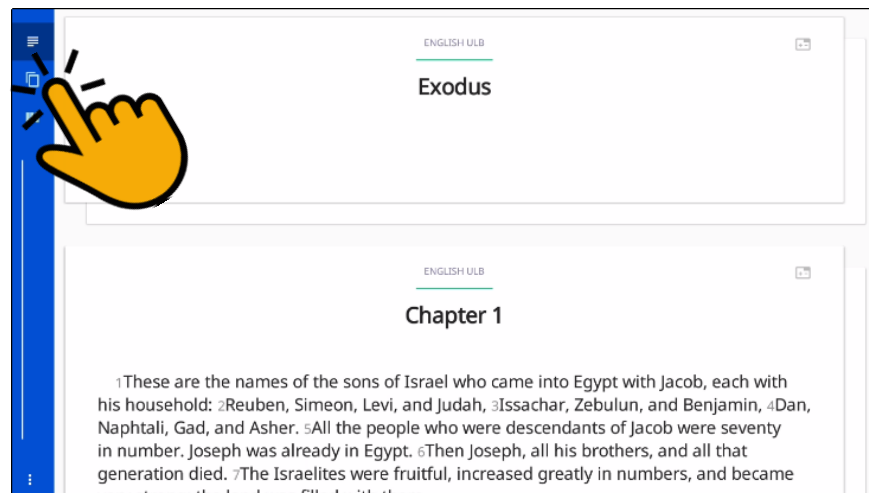 ENGLISH ULB
Exodus
ENGLISH ULB
Chapter 1
1These are the names of the sons of Israel who came into Egypt with Jacob, each with
his household: 2Reuben, Simeon, Levi, and Judah, 3Issachar, Zebulun, and Benjamin, 4Dan,
Naphtali, Gad, and Asher. 5All the people who were descendants of Jacob were seventy
in number. Joseph was already in Egypt. 6Then Joseph, all his brothers, and all that
generation died. 7The Israelites were fruitful, increased greatly in numbers, and became